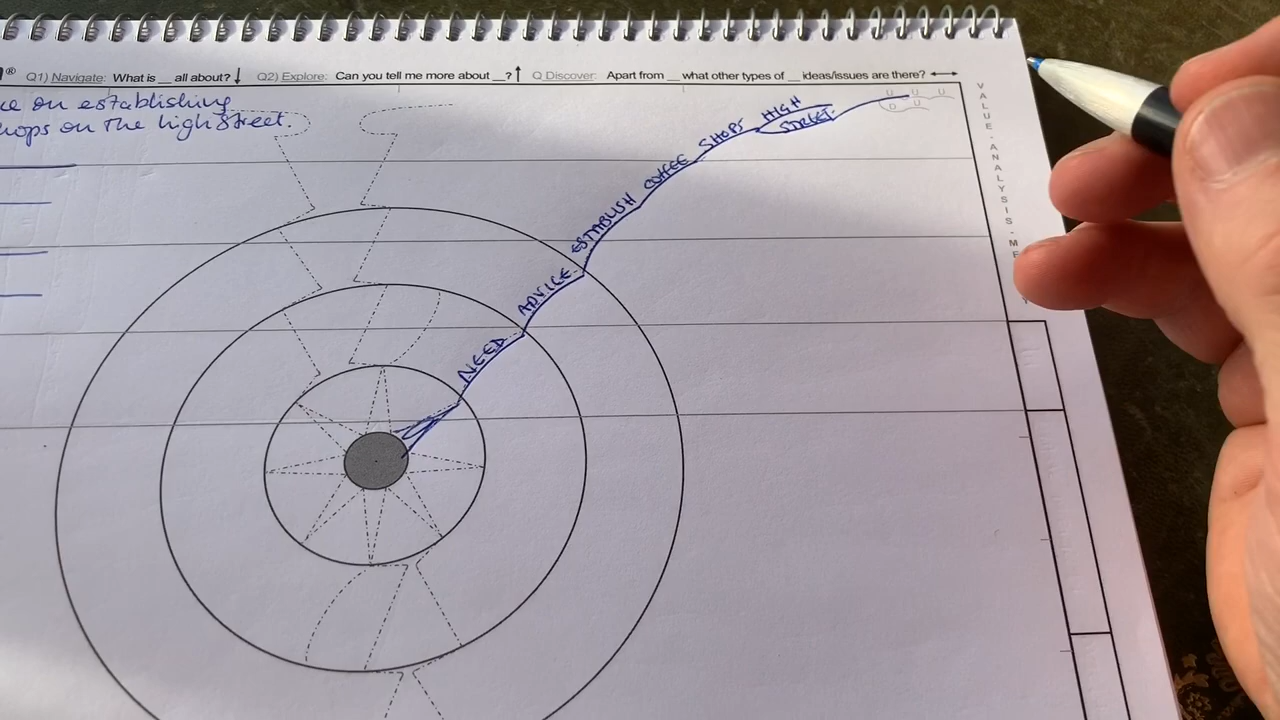 ® Q1) Navigate: What is __ all about? ↓ Q2) Explore: Can you tell me more about __? ↑ Q Discover: Apart from __ what other types of __ ideas/issues are there? ↔
on establishing
on the high street.
NEED ADVICE ESTABLISH COFFEE SHOPS HIGH
STREET.
VALUE-ANALYSIS-ME